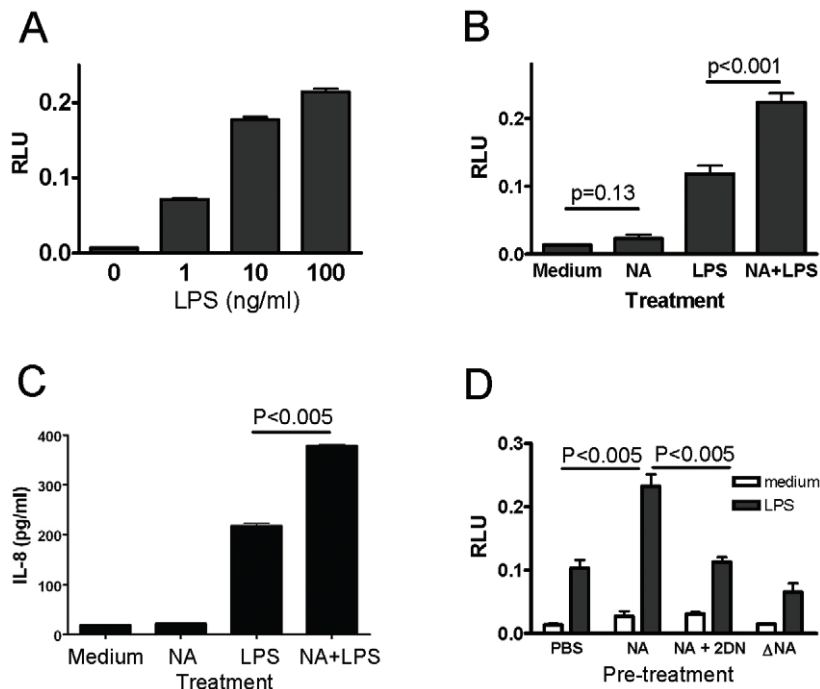 A
RLU
0.2
0.1
0.0
0 1 10 100
LPS (ng/ml)
B
p<0.001
p=0.13
RLU
0.2
0.1
0.0
Medium NA LPS NA+LPS
Treatment
C
P<0.005
IL-8 (pg/ml)
400
300
200
100
0
Medium NA LPS NA+LPS
Treatment
D
P<0.005 P<0.005
medium
LPS
RLU
0.3
0.2
0.1
0.0
PBS NA NA + 2DN ΔNA
Pre-treatment